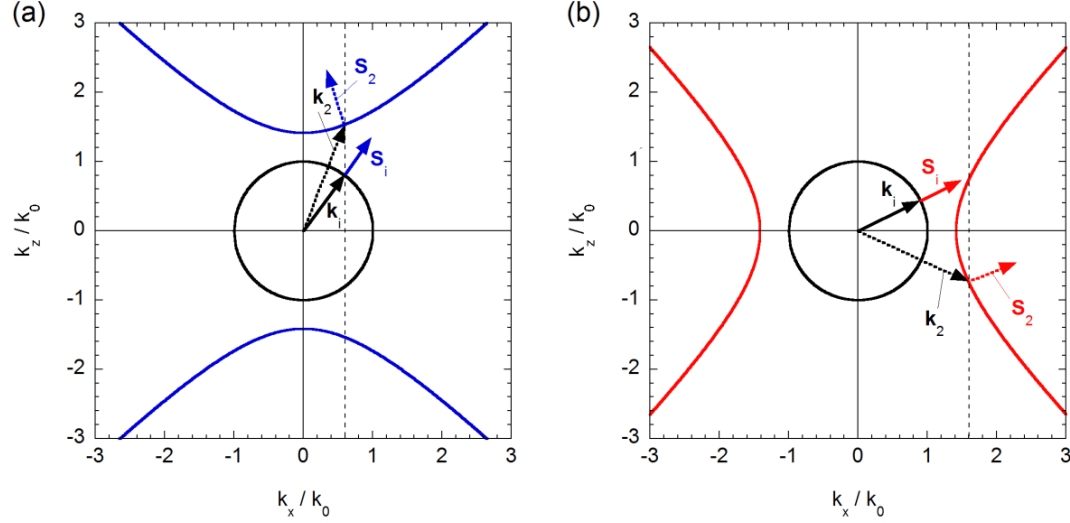 (a)
3
2
1
0
-1
-2
-3
-3 -2 -1 0 1 2 3
k_z / k_0
k_x / k_0
S_2
k_2
S_i
k_i
(b)
3
2
1
0
-1
-2
-3
-3 -2 -1 0 1 2 3
k_z / k_0
k_x / k_0
S_i
k_i
S_2
k_2